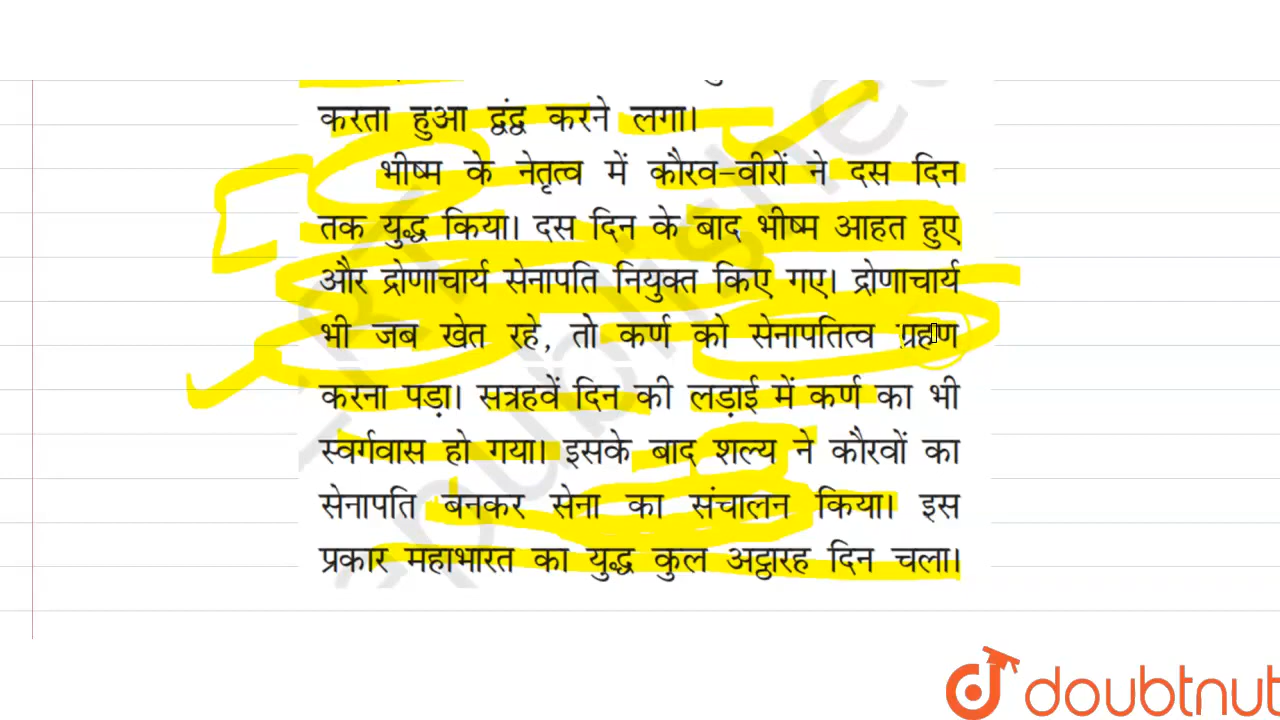 करता हुआ द्वंद्व करने लगा।
भीष्म के नेतृत्व में कौरव-वीरों ने दस दिन
तक युद्ध किया। दस दिन के बाद भीष्म आहत हुए
और द्रोणाचार्य सेनापति नियुक्त किए गए। द्रोणाचार्य
भी जब खेत रहे, तो कर्ण को सेनापतित्व ग्रहण
करना पड़ा। सत्रहवें दिन की लड़ाई में कर्ण का भी
स्वर्गवास हो गया। इसके बाद शल्य ने कौरवों का
सेनापति बनकर सेना का संचालन किया। इस
प्रकार महाभारत का युद्ध कुल अट्ठारह दिन चला।
doubtnut